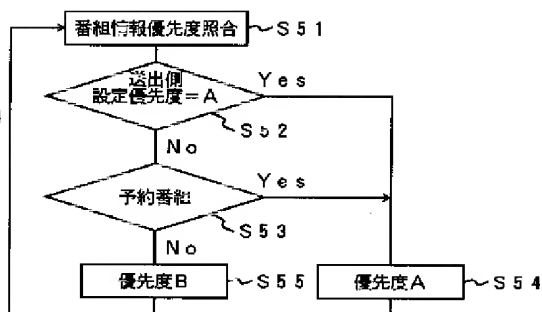 番組情報優先度照合 S51
送出側
設定優先度=A
Yes
S52
No
予約番組
Yes
S53
No
優先度B S55
優先度A S54